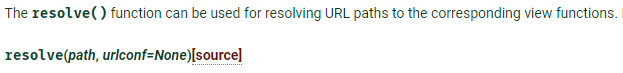 The resolve() function can be used for resolving URL paths to the corresponding view functions.
resolve(path, urlconf=None)[source]